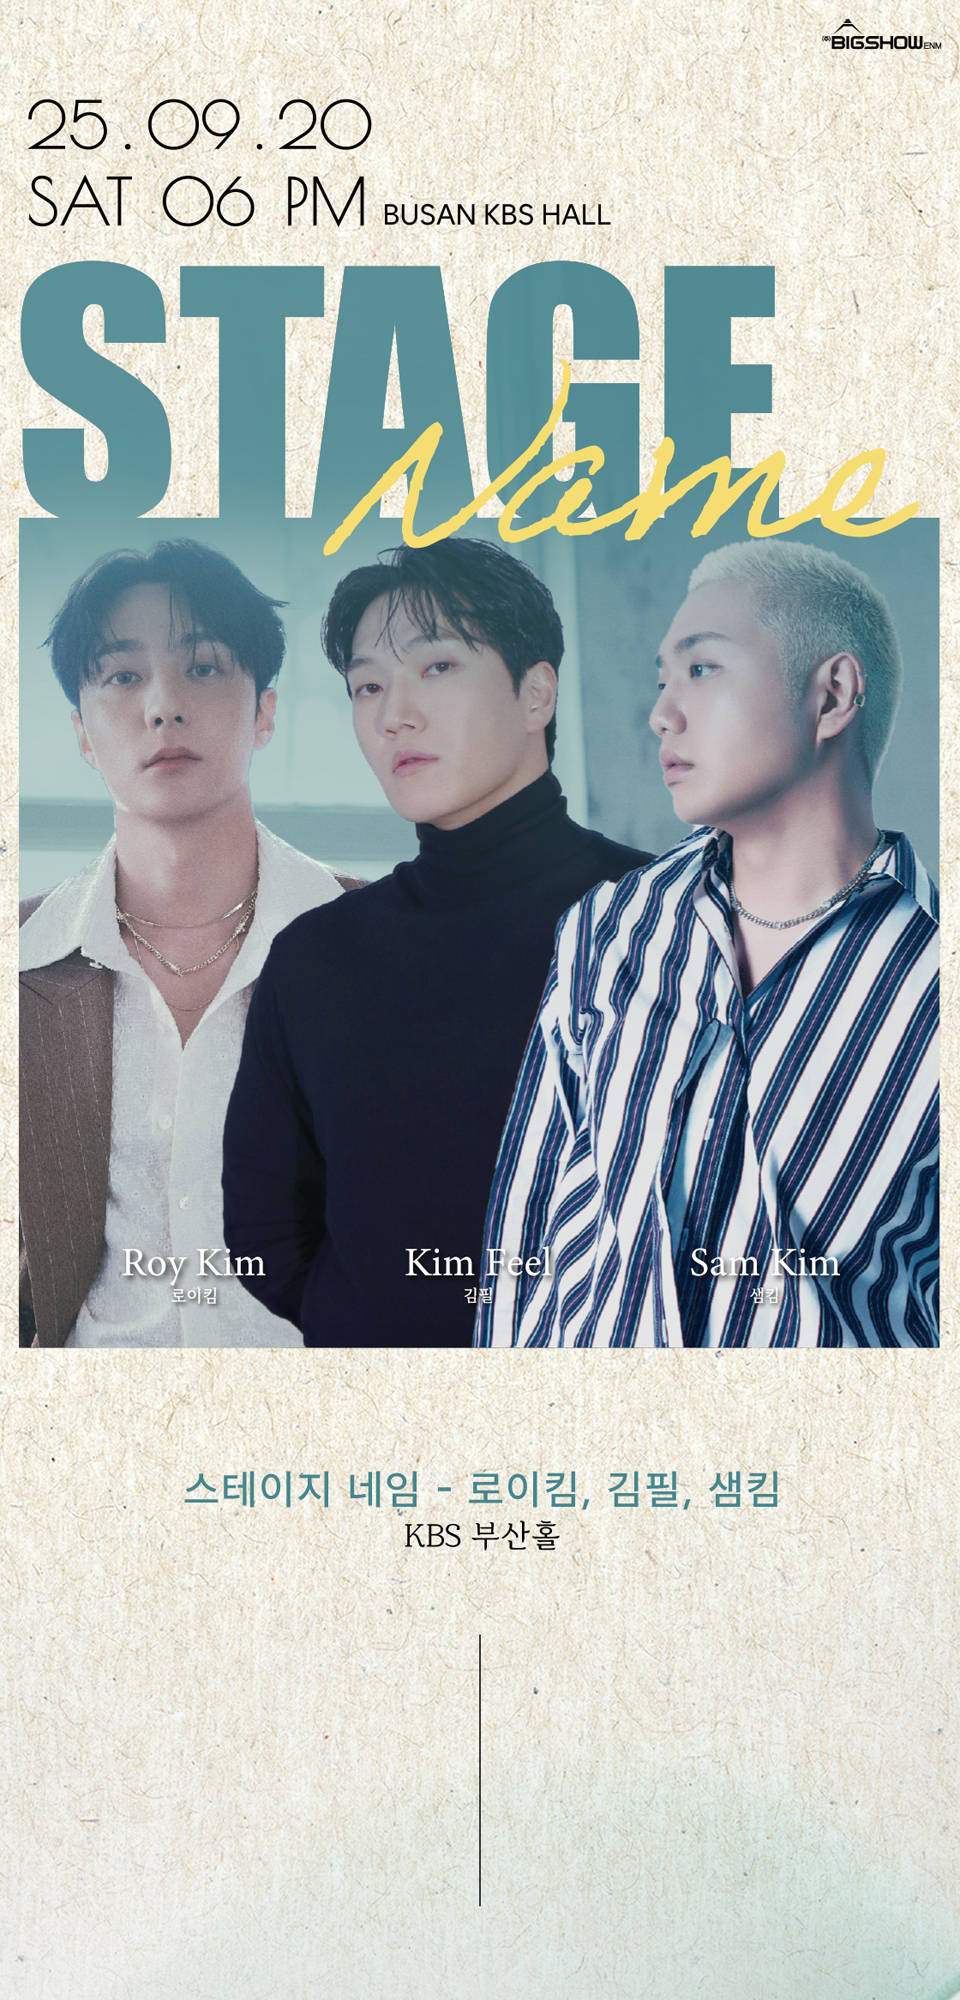 (주)BIGSHOW ENM
25.09.20
SAT 06 PM BUSAN KBS HALL
STAGE
Name
Roy Kim Kim Feel Sam Kim
로이킴 김필 샘킴
스테이지 네임 - 로이킴, 김필, 샘킴
KBS 부산홀